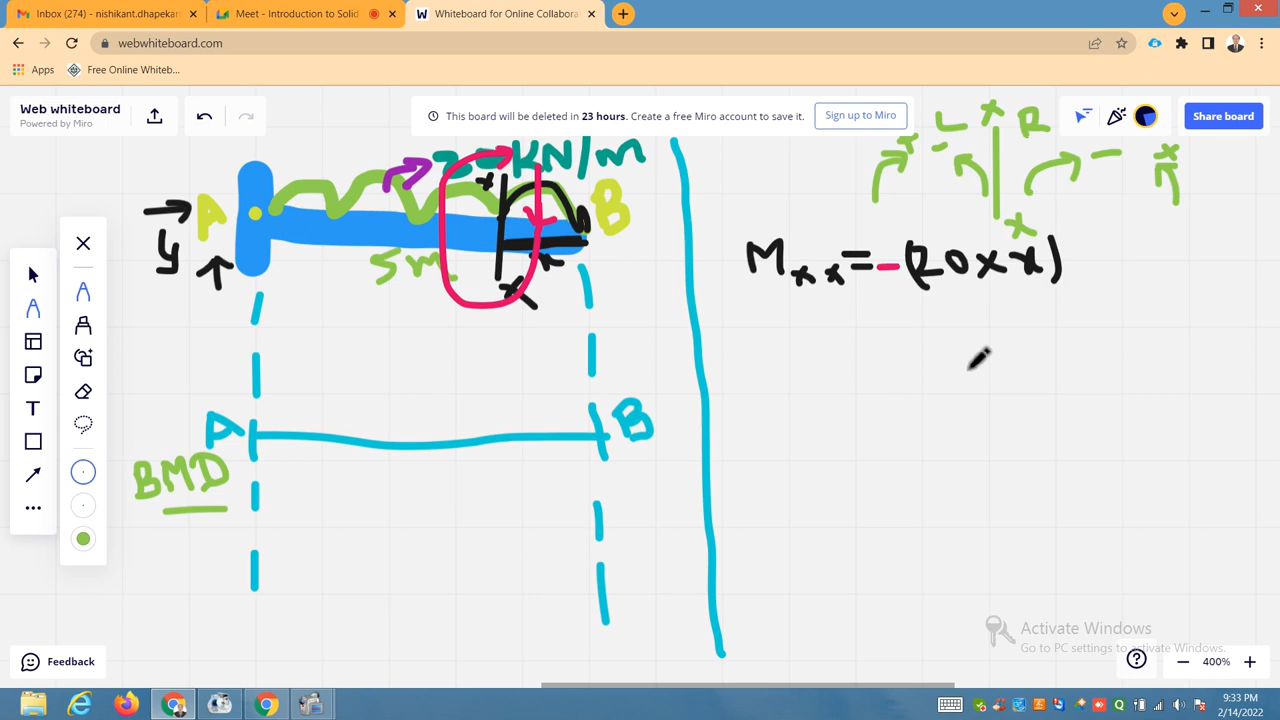 Inbox (274) - nishikant.dhapekar
Meet - Introduction to Solid
Whiteboard for Online Collabora
webwhiteboard.com
Apps
Free Online Whiteb...
Web whiteboard
Powered by Miro
This board will be deleted in 23 hours. Create a free Miro account to save it.
Sign up to Miro
Share board
L x R
+ - -
KN/m
x
A
B
y
5m
x
x
x
Mxx = -(20 x x)
A
B
BMD
Activate Windows
Go to PC settings to activate Windows.
Feedback
400%
9:33 PM
2/14/2022